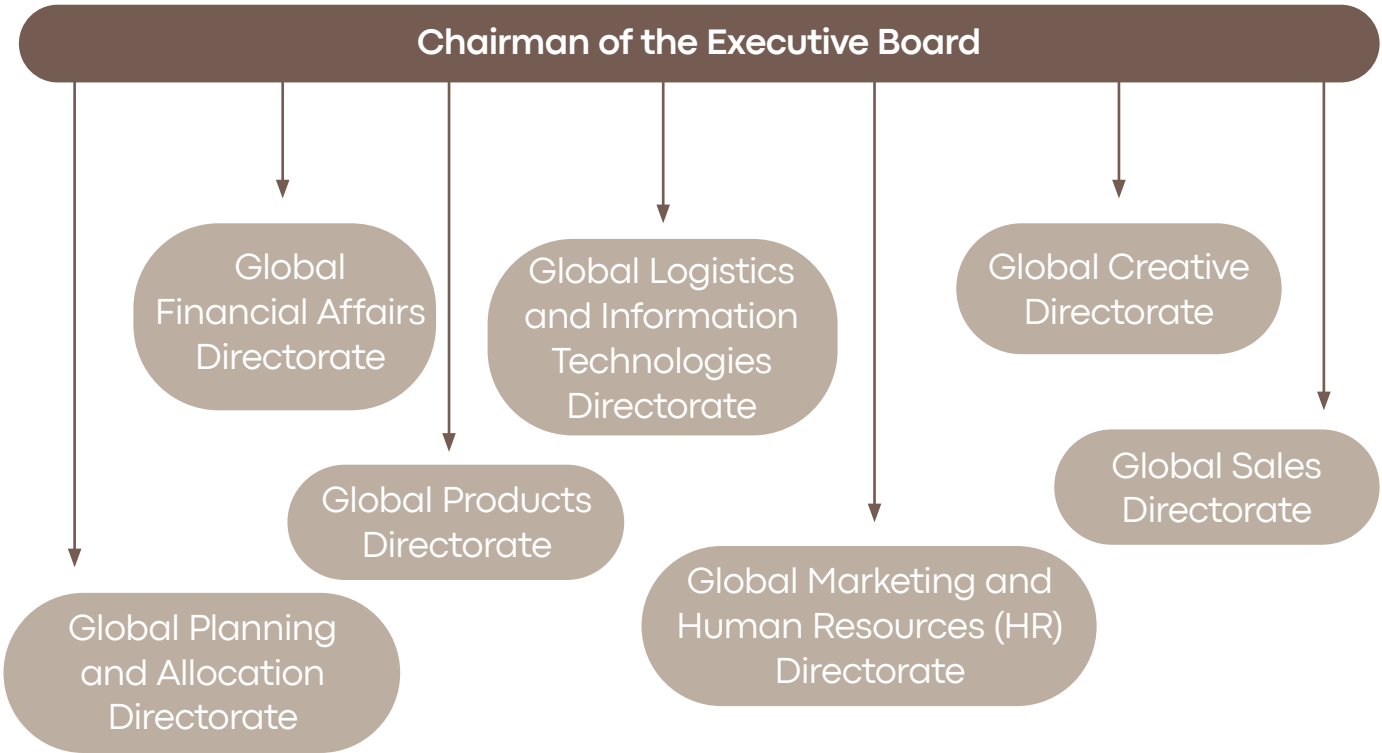 Chairman of the Executive Board
Global
Financial Affairs
Directorate
Global Logistics
and Information
Technologies
Directorate
Global Creative
Directorate
Global Products
Directorate
Global Sales
Directorate
Global Planning
and Allocation
Directorate
Global Marketing and
Human Resources (HR)
Directorate